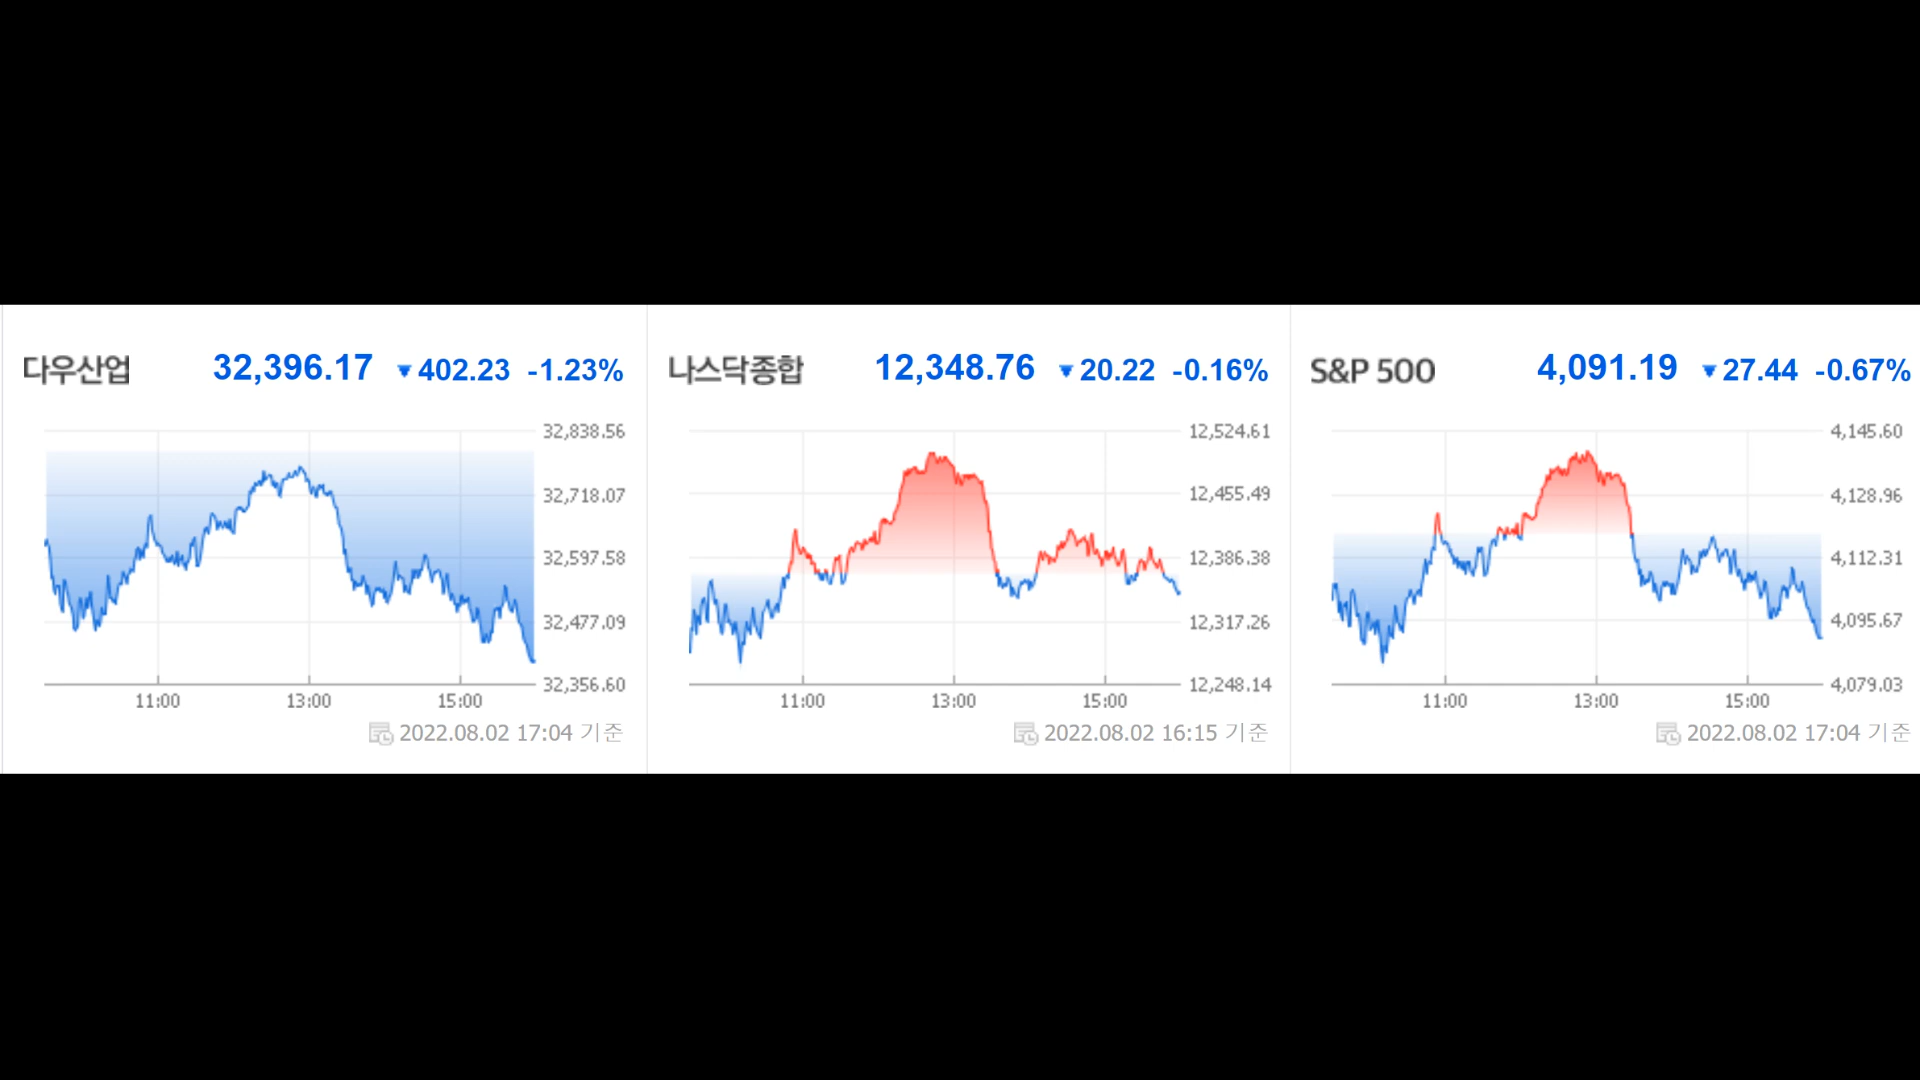 다우산업 32,396.17 ▼402.23 -1.23%
32,838.56
32,718.07
32,597.58
32,477.09
32,356.60
11:00 13:00 15:00
2022.08.02 17:04 기준
나스닥종합 12,348.76 ▼20.22 -0.16%
12,524.61
12,455.49
12,386.38
12,317.26
12,248.14
11:00 13:00 15:00
2022.08.02 16:15 기준
S&P 500 4,091.19 ▼27.44 -0.67%
4,145.60
4,128.96
4,112.31
4,095.67
4,079.03
11:00 13:00 15:00
2022.08.02 17:04 기준